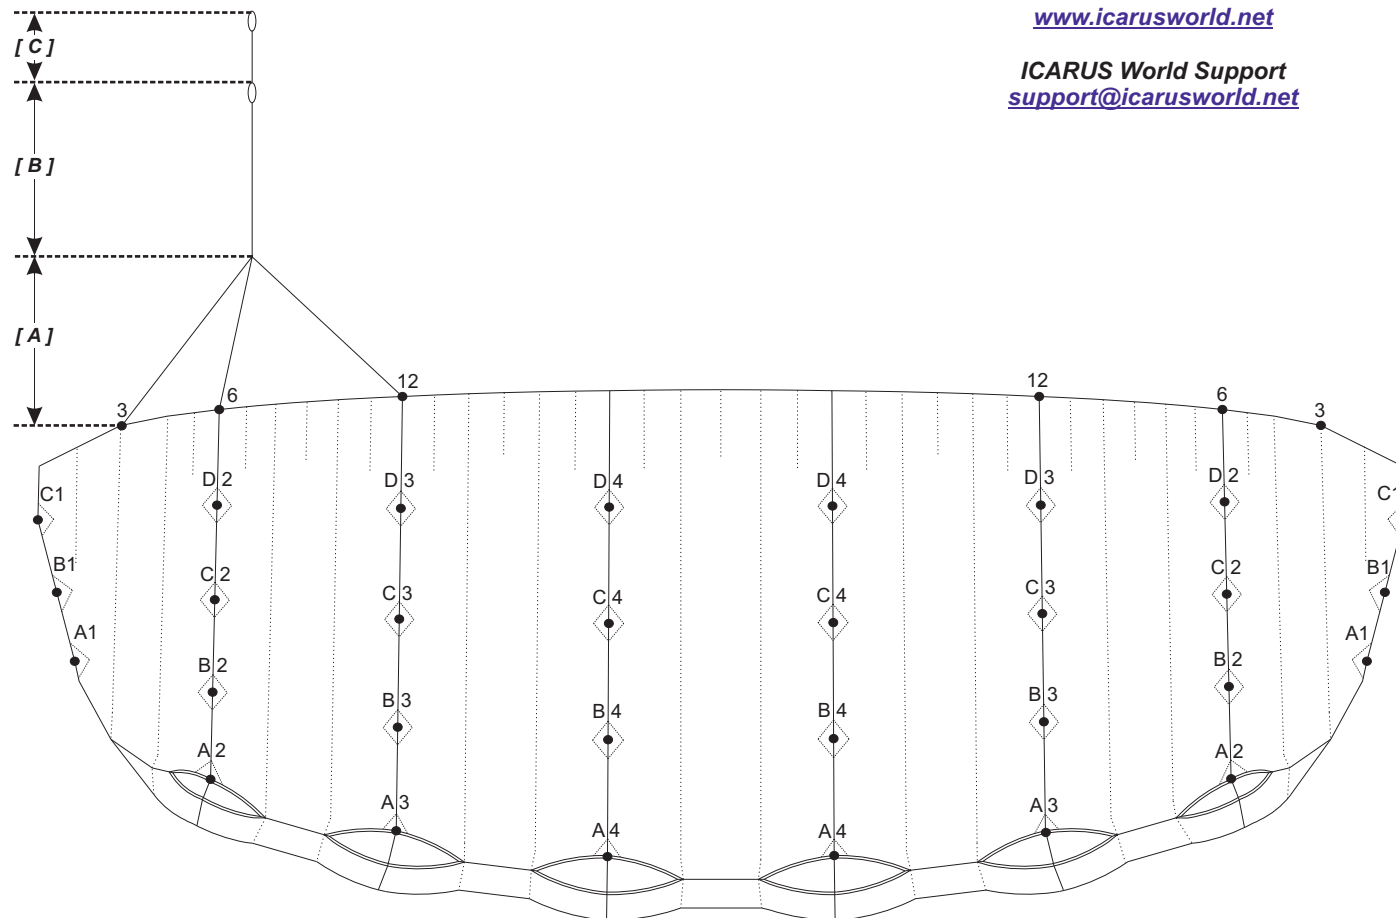 www.icarusworld.net
[ C ]
ICARUS World Support
support@icarusworld.net
[ B ]
[ A ]
12 12
3 6 6 3
D 2 D 3 D 4 D 4 D 3 D 2
C1 C1
B1 C 2 C 3 C 4 C 4 C 3 C 2 B1
A1 A1
B 2 B 3 B 4 B 4 B 3 B 2
A 2 A 2
A 3 A 3
A 4 A 4